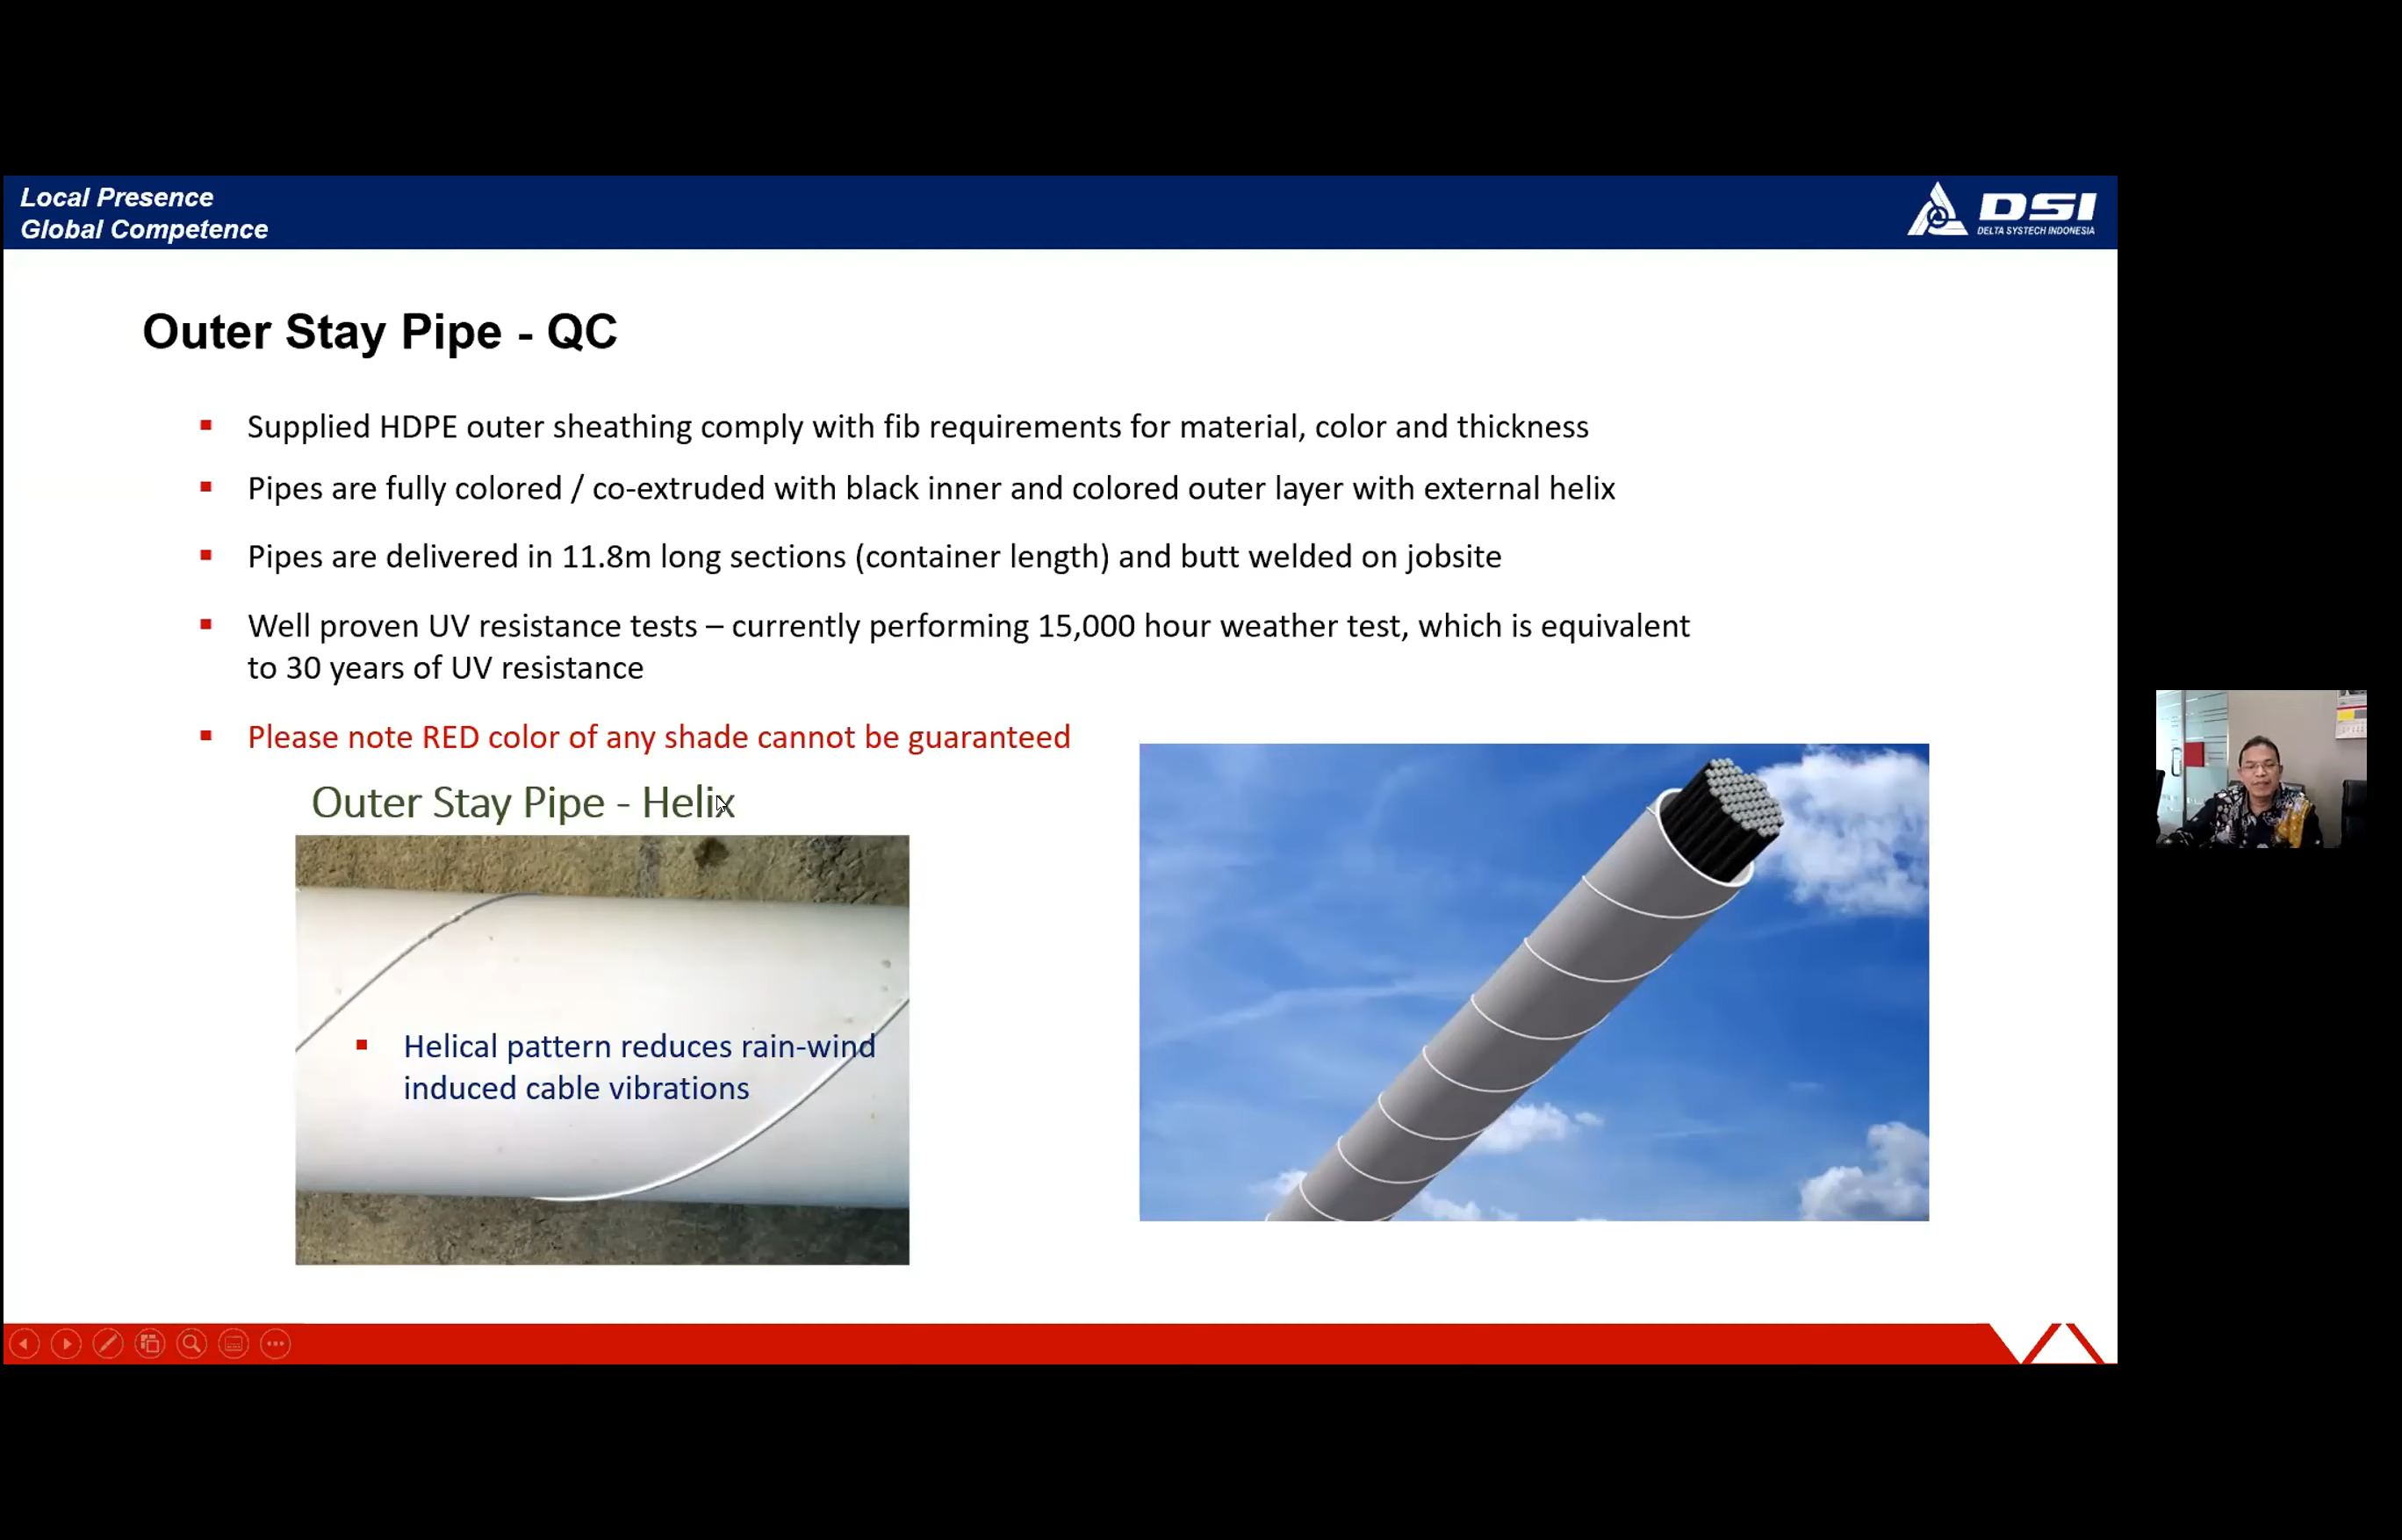 Local Presence
Global Competence
DSI
DELTA SYSTECH INDONESIA
Outer Stay Pipe - QC
Supplied HDPE outer sheathing comply with fib requirements for material, color and thickness
Pipes are fully colored / co-extruded with black inner and colored outer layer with external helix
Pipes are delivered in 11.8m long sections (container length) and butt welded on jobsite
Well proven UV resistance tests – currently performing 15,000 hour weather test, which is equivalent
to 30 years of UV resistance
Please note RED color of any shade cannot be guaranteed
Outer Stay Pipe - Helix
Helical pattern reduces rain-wind
induced cable vibrations